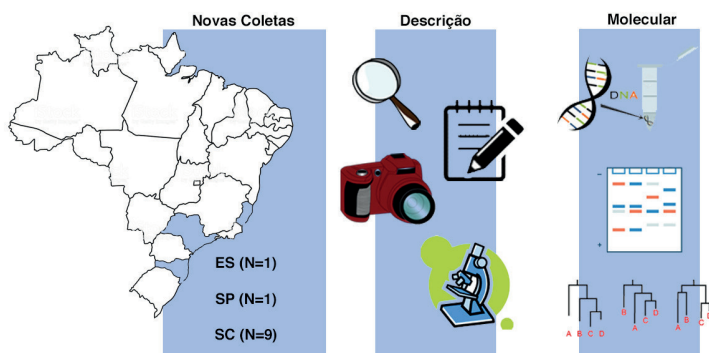 Novas Coletas
Descrição
Molecular
ES (N=1)
SP (N=1)
SC (N=9)
DNA
−
+
A B C D
B
A
C
D
A
B
C